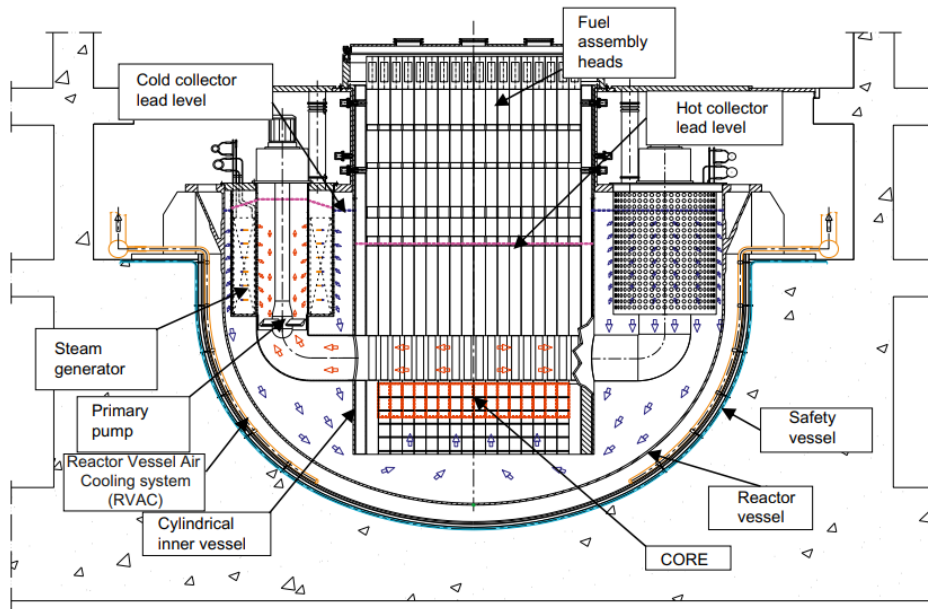 Fuel
assembly
heads
Cold collector
lead level
Hot collector
lead level
Steam
generator
Primary
pump
Reactor Vessel Air
Cooling system
(RVAC)
Cylindrical
inner vessel
Safety
vessel
Reactor
vessel
CORE